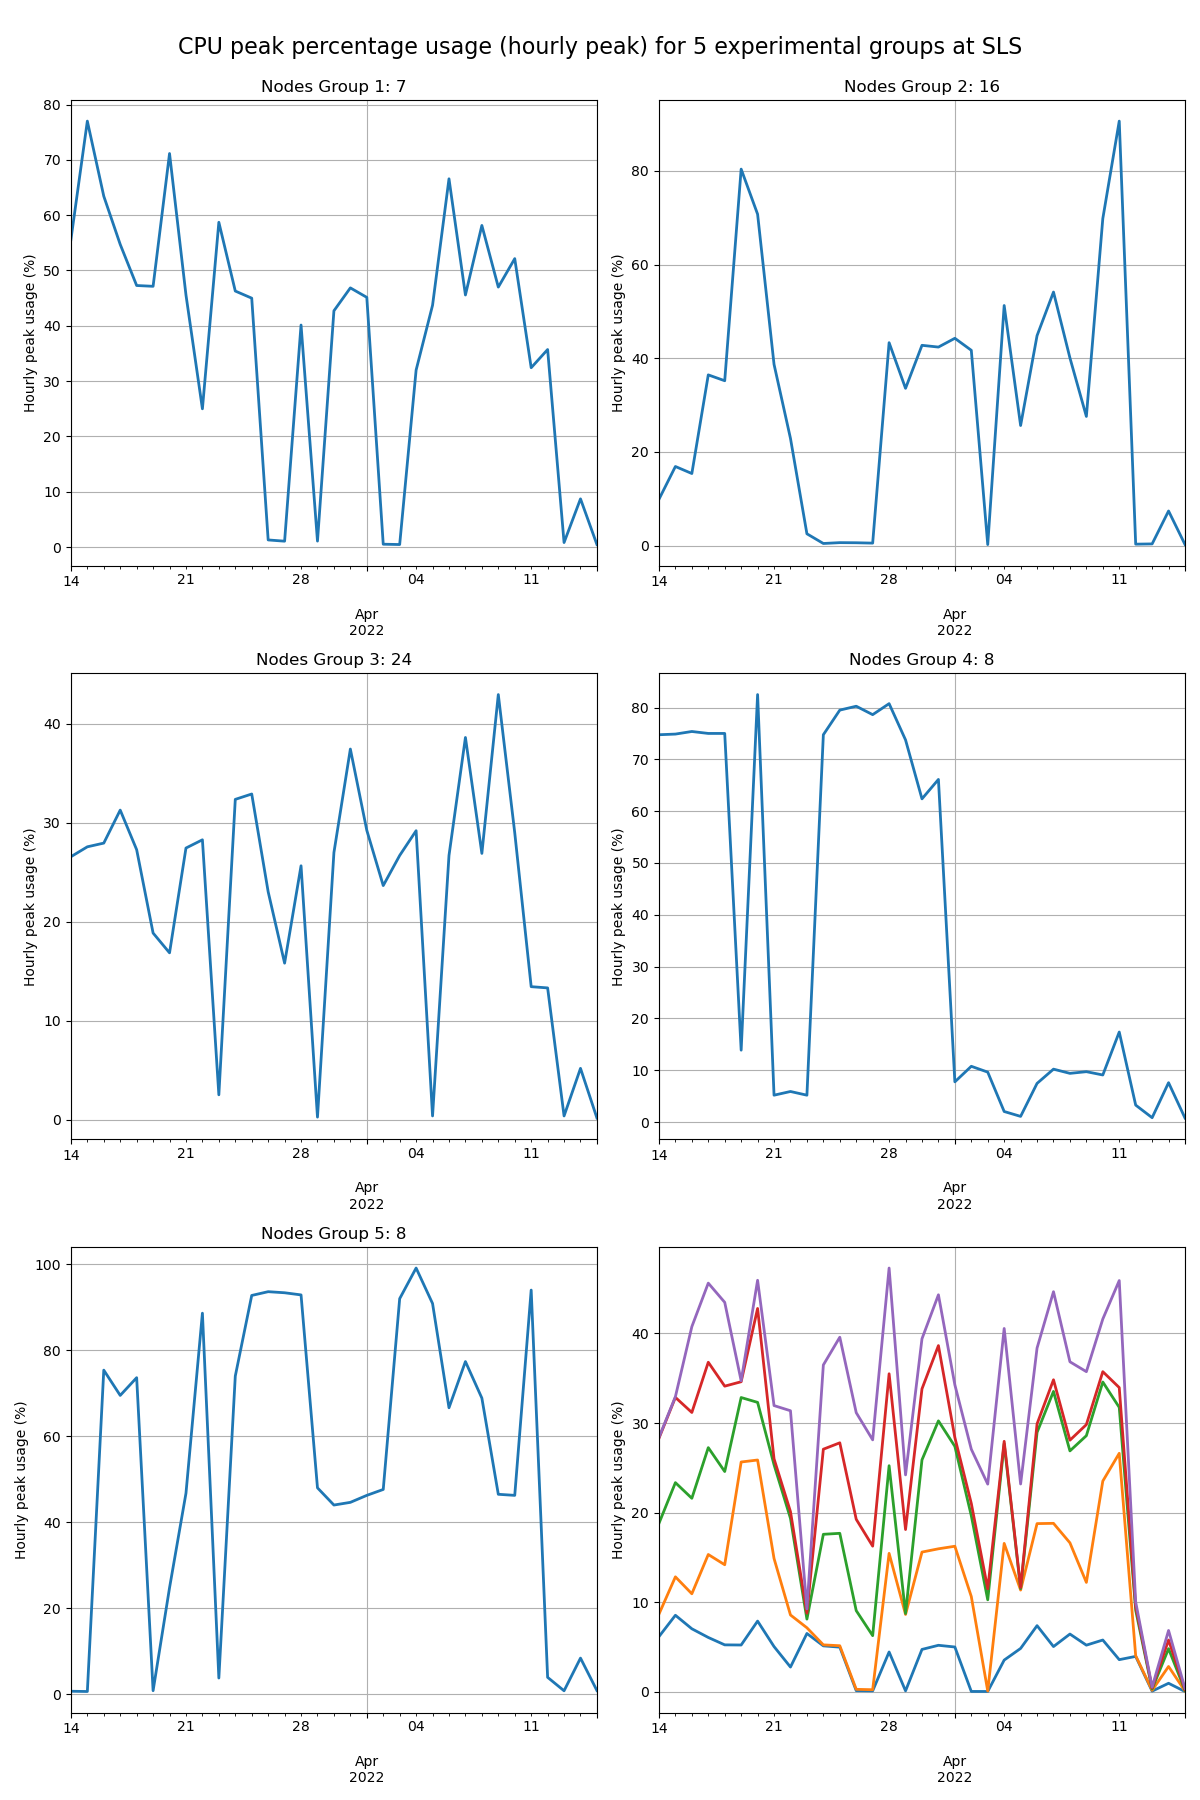 CPU peak percentage usage (hourly peak) for 5 experimental groups at SLS
Nodes Group 1: 7
Hourly peak usage (%)
80
70
60
50
40
30
20
10
0
14 21 28 04 11
Apr
2022
Nodes Group 2: 16
Hourly peak usage (%)
80
60
40
20
0
14 21 28 04 11
Apr
2022
Nodes Group 3: 24
Hourly peak usage (%)
40
30
20
10
0
14 21 28 04 11
Apr
2022
Nodes Group 4: 8
Hourly peak usage (%)
80
70
60
50
40
30
20
10
0
14 21 28 04 11
Apr
2022
Nodes Group 5: 8
Hourly peak usage (%)
100
80
60
40
20
0
14 21 28 04 11
Apr
2022
Hourly peak usage (%)
40
30
20
10
0
14 21 28 04 11
Apr
2022